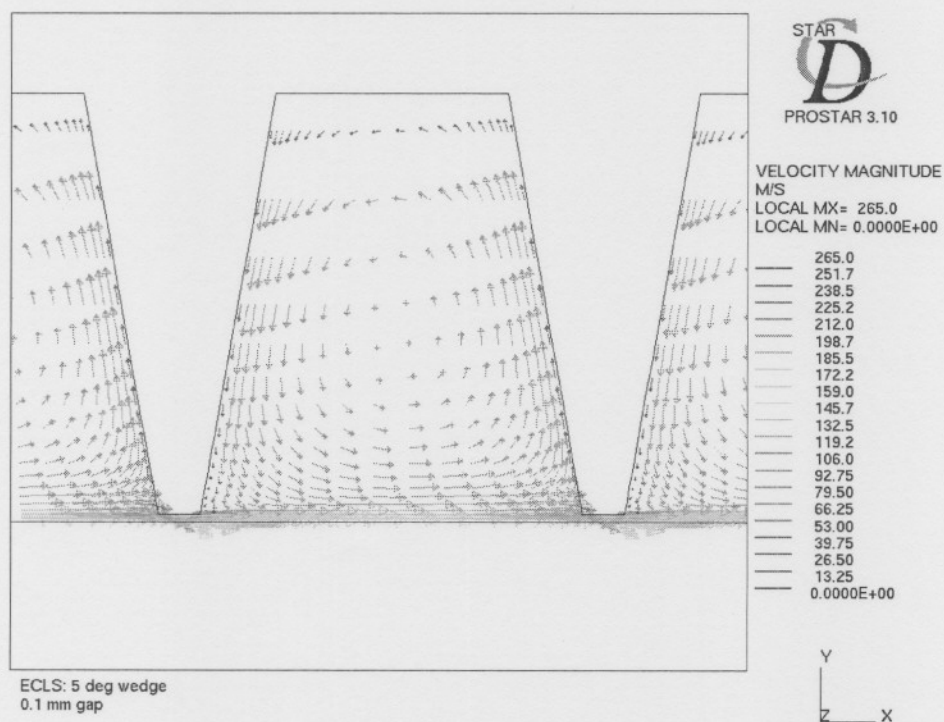 STAR
D
PROSTAR 3.10
VELOCITY MAGNITUDE
M/S
LOCAL MX= 265.0
LOCAL MN= 0.0000E+00
265.0
251.7
238.5
225.2
212.0
198.7
185.5
172.2
159.0
145.7
132.5
119.2
106.0
92.75
79.50
66.25
53.00
39.75
26.50
13.25
0.0000E+00
Y
Z X
ECLS: 5 deg wedge
0.1 mm gap